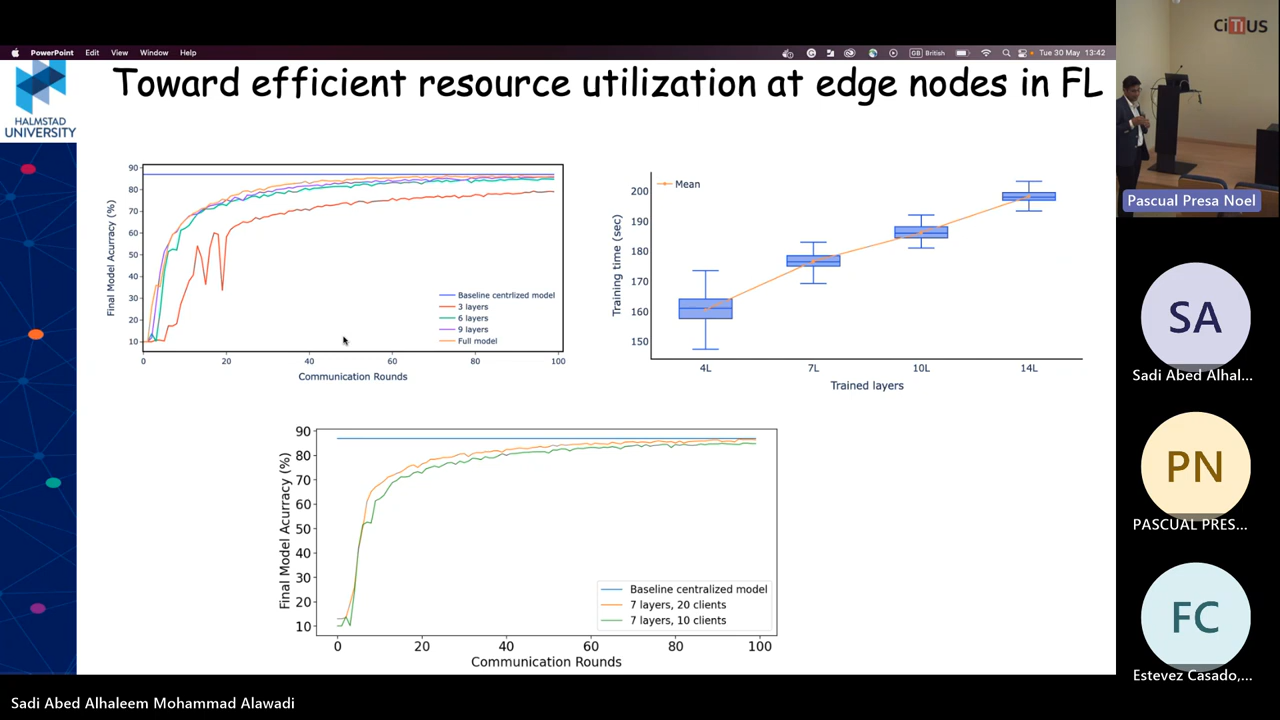 PowerPoint Edit View Window Help
GB British Tue 30 May 13:42
Toward efficient resource utilization at edge nodes in FL
HALMSTAD
UNIVERSITY
Final Model Acurracy (%)
90
80
70
60
50
40
30
20
10
0 20 40 60 80 100
Communication Rounds
Baseline centrlized model
3 layers
6 layers
9 layers
Full model
Training time (sec)
200
190
180
170
160
150
Mean
4L 7L 10L 14L
Trained layers
Final Model Acurracy (%)
90
80
70
60
50
40
30
20
10
0 20 40 60 80 100
Communication Rounds
Baseline centralized model
7 layers, 20 clients
7 layers, 10 clients
CiTIUS
Pascual Presa Noel
SA
Sadi Abed Alhal...
PN
PASCUAL PRES...
FC
Estevez Casado,...
Sadi Abed Alhaleem Mohammad Alawadi